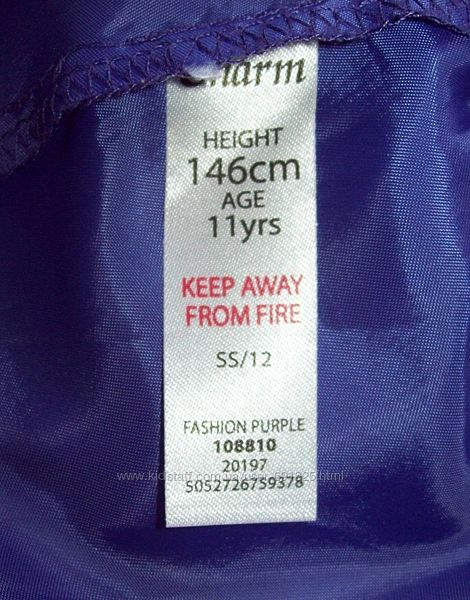 HEIGHT
146cm
AGE
11yrs
KEEP AWAY
FROM FIRE
SS/12
FASHION PURPLE
108810
20197
5052726759378